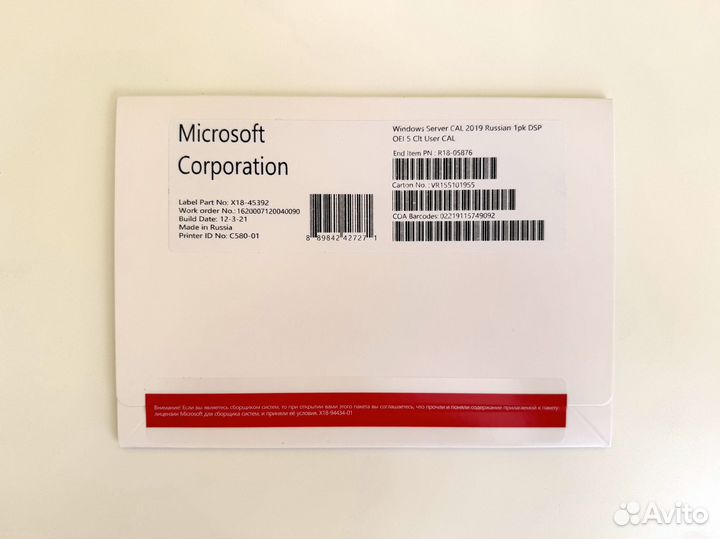 Microsoft
Corporation
Label Part No: X18-45392
Work order No.: 1620007120040090
Build Date: 12-3-21
Made in Russia
Printer ID No: C580-01
8 89842 42727 1
Windows Server CAL 2019 Russian 1pk DSP
OEI 5 Clt User CAL
End Item PN : R18-05876
Carton No.: VR155101955
COA Barcodes: 02219115749092
Внимание! Если вы являетесь сборщиком систем, то при открытии вами этого пакета вы соглашаетесь, что прочли и поняли содержание прилагаемой к пакету
лицензии Microsoft для сборщика систем, и приняли её условия. X18-94434-01
Avito